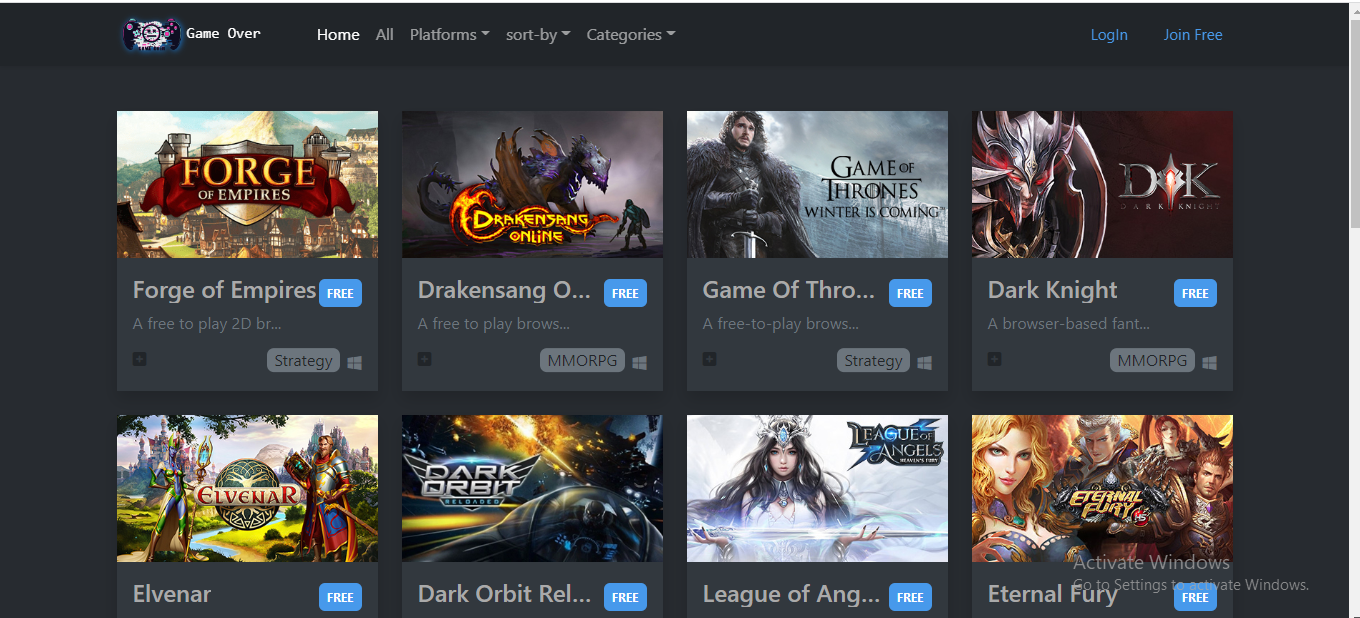 Game Over
Home All Platforms sort-by Categories
LogIn Join Free
FORGE
OF EMPIRES
DRAKENSANG
ONLINE
GAME OF
THRONES
WINTER IS COMING
DK
DARK KNIGHT
Forge of Empires FREE
Drakensang O... FREE
Game Of Thro... FREE
Dark Knight FREE
A free to play 2D br...
A free to play brows...
A free-to-play brows...
A browser-based fant...
Strategy
MMORPG
Strategy
MMORPG
ELVENAR
DARK
ORBIT
RELOADED
LEAGUE OF
ANGELS
HEAVEN'S FURY
ETERNAL
FURY
Activate Windows
Go to Settings to activate Windows.
Elvenar FREE
Dark Orbit Rel... FREE
League of Ang... FREE
Eternal Fury FREE